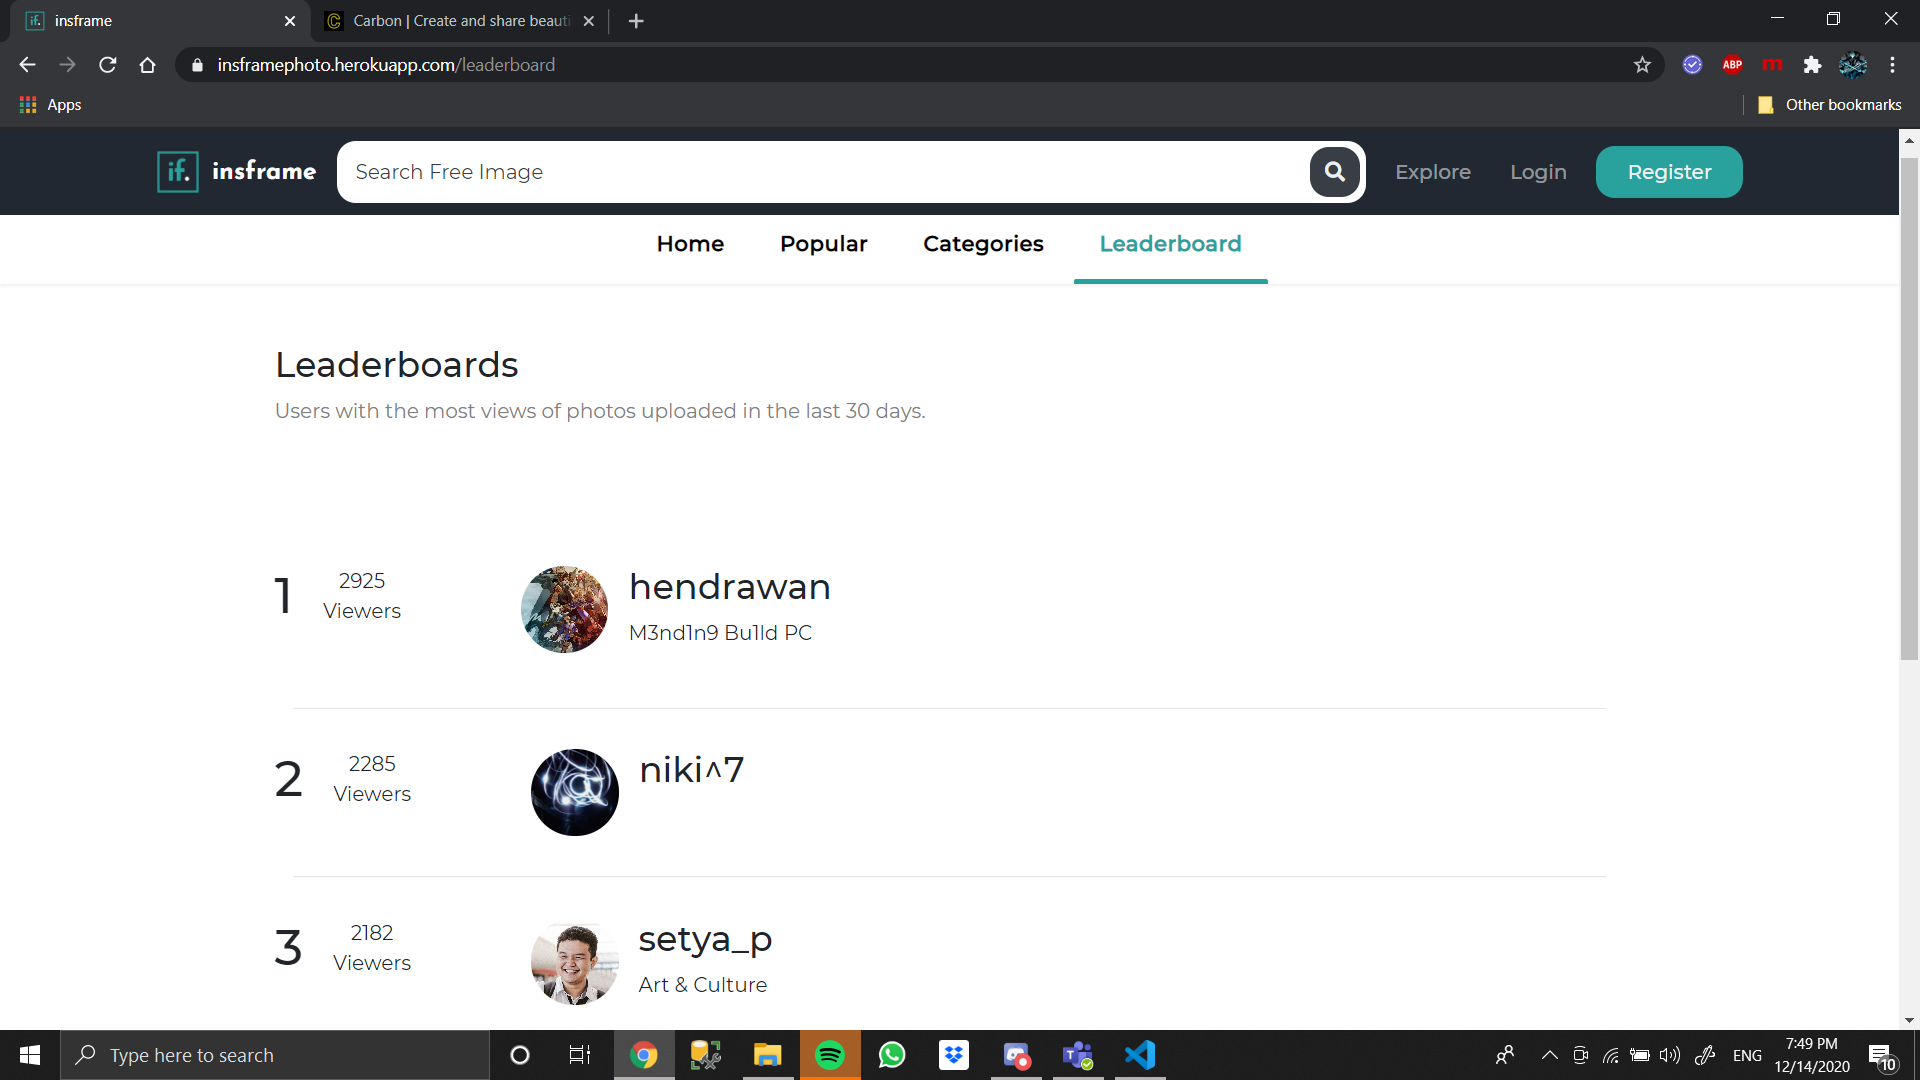 if. insframe
Carbon | Create and share beauti
insframephoto.herokuapp.com/leaderboard
ABP
m
Apps
Other bookmarks
if. insframe
Search Free Image
Explore
Login
Register
Home
Popular
Categories
Leaderboard
Leaderboards
Users with the most views of photos uploaded in the last 30 days.
1
2925
Viewers
hendrawan
M3nd1n9 Bu1ld PC
2
2285
Viewers
niki^7
3
2182
Viewers
setya_p
Art & Culture
Type here to search
ENG
7:49 PM
12/14/2020
10